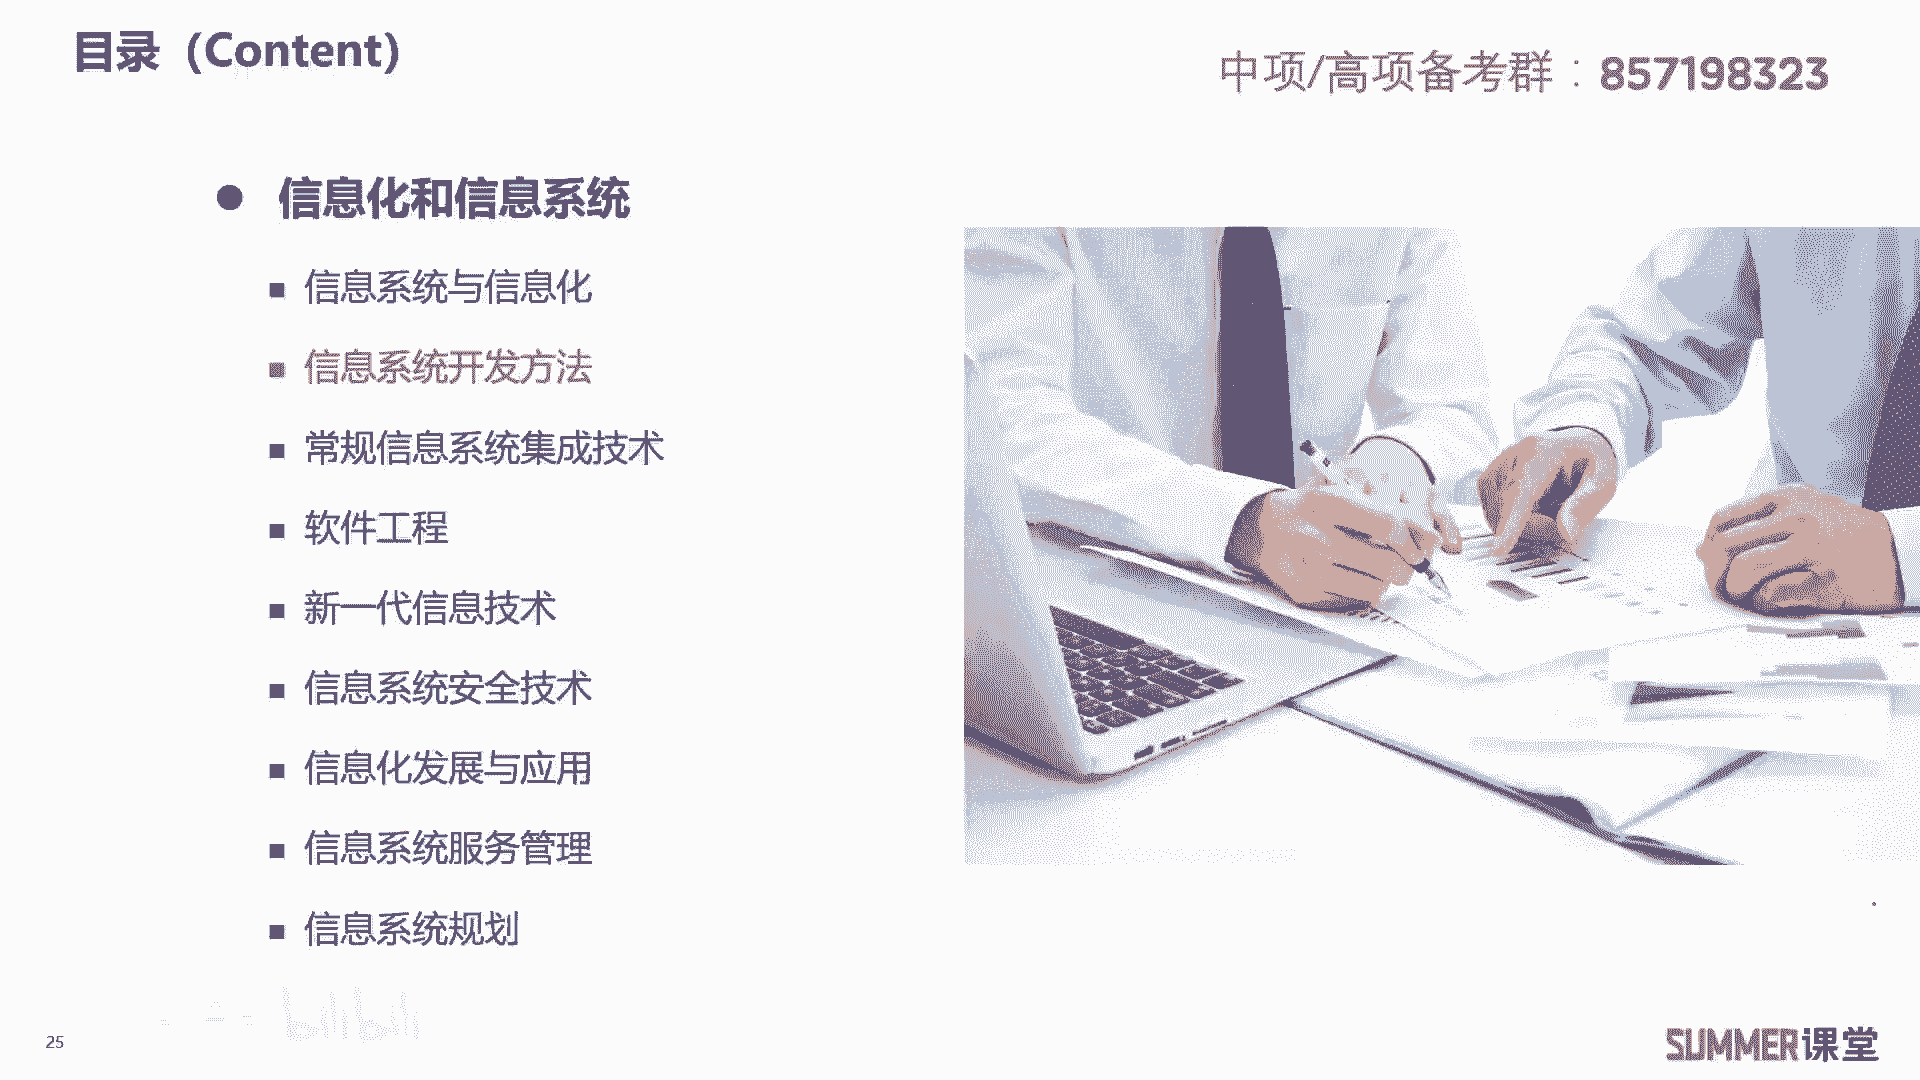 目录（Content）
中项/高项备考群：857198323
信息化和信息系统
信息系统与信息化
信息系统开发方法
常规信息系统集成技术
软件工程
新一代信息技术
信息系统安全技术
信息化发展与应用
信息系统服务管理
信息系统规划
bilibili
25
SUMMER课堂